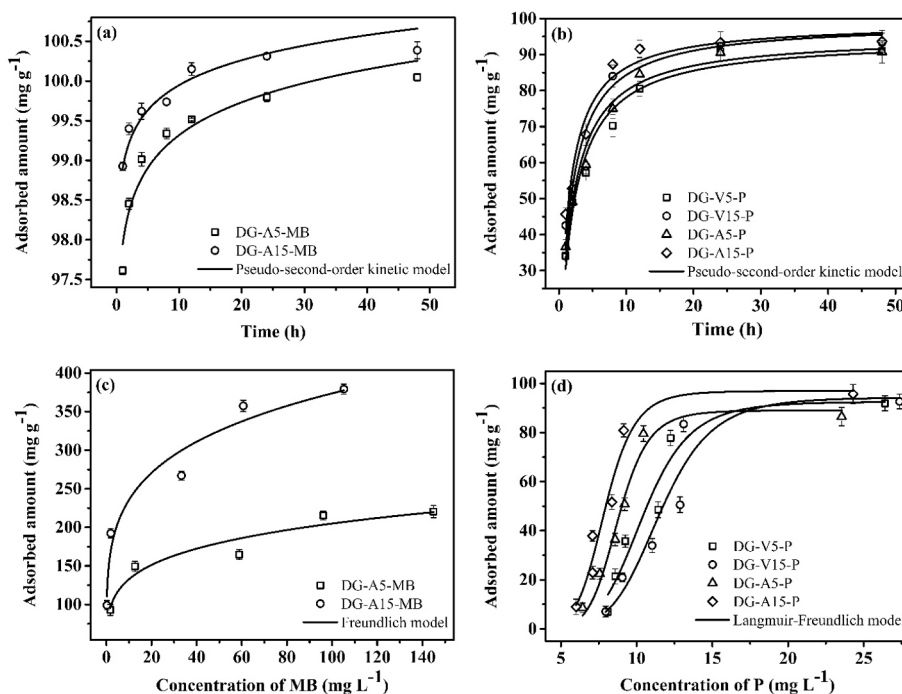 (a)
100.5
100.0
99.5
99.0
98.5
98.0
97.5
Adsorbed amount (mg g-1)
DG-A5-MB
DG-A15-MB
Pseudo-second-order kinetic model
0 10 20 30 40 50
Time (h)
(b)
100
90
80
70
60
50
40
30
Adsorbed amount (mg g-1)
DG-V5-P
DG-V15-P
DG-A5-P
DG-A15-P
Pseudo-second-order kinetic model
0 10 20 30 40 50
Time (h)
(c)
400
350
300
250
200
150
100
Adsorbed amount (mg g-1)
DG-A5-MB
DG-A15-MB
Freundlich model
0 20 40 60 80 100 120 140
Concentration of MB (mg L-1)
(d)
100
80
60
40
20
0
Adsorbed amount (mg g-1)
DG-V5-P
DG-V15-P
DG-A5-P
DG-A15-P
Langmuir-Freundlich model
5 10 15 20 25
Concentration of P (mg L-1)